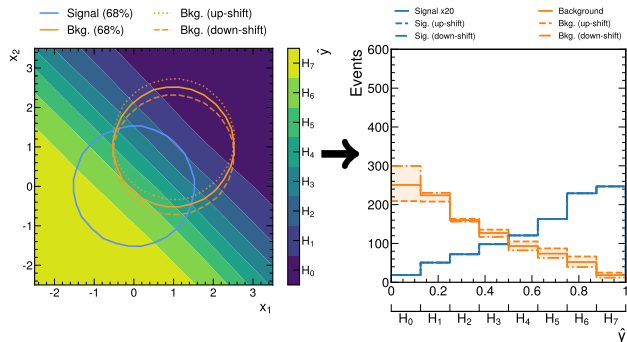 Signal (68%)
Bkg. (68%)
Bkg. (up-shift)
Bkg. (down-shift)
x₂
3
2
1
0
−1
−2
−2
−1
0
1
2
3
x₁
ŷ
H₇
H₆
H₅
H₄
H₃
H₂
H₁
H₀
Signal x20
Sig. (up-shift)
Sig. (down-shift)
Background
Bkg. (up-shift)
Bkg. (down-shift)
Events
600
500
400
300
200
100
0
0 0.2 0.4 0.6 0.8 1
H₀ H₁ H₂ H₃ H₄ H₅ H₆ H₇
ŷ